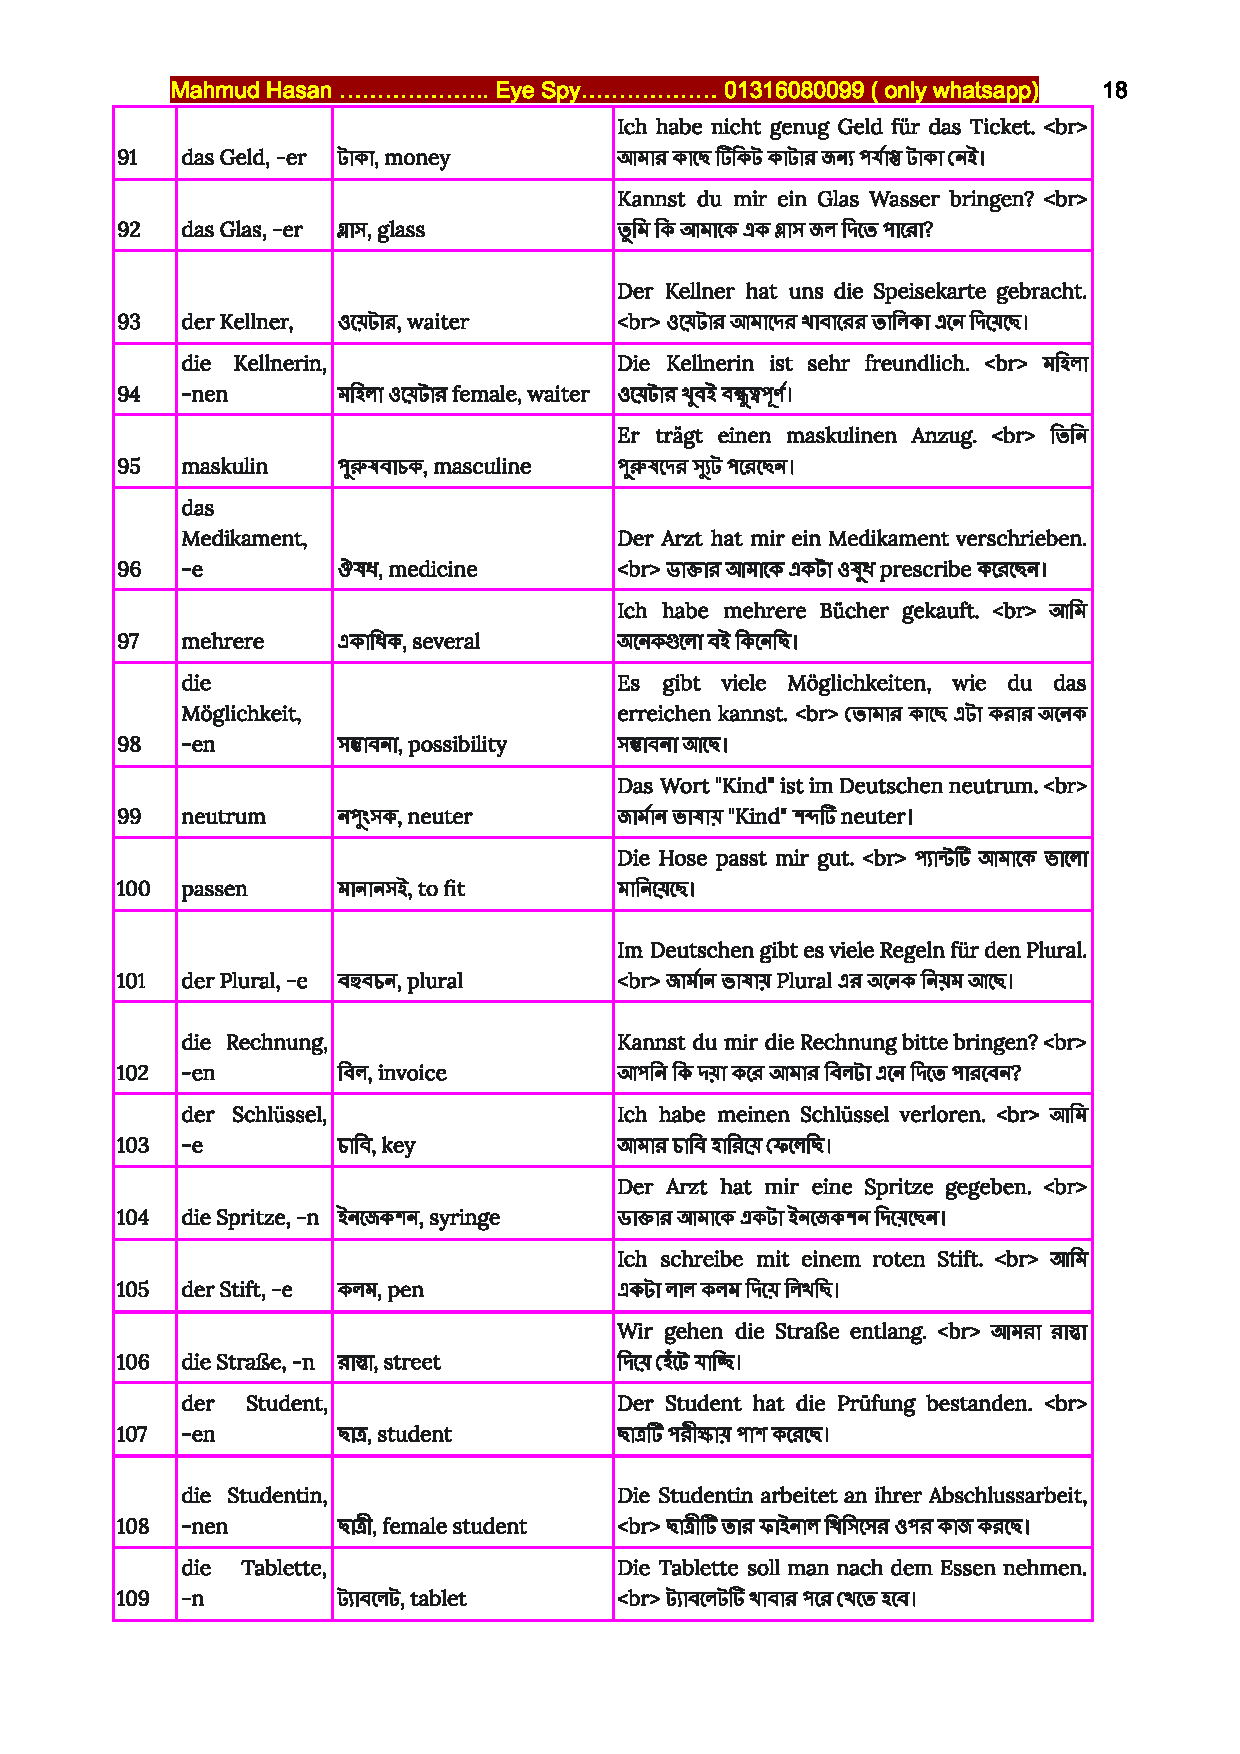 Mahmud Hasan ……………….. Eye Spy……………… 01316080099 ( only whatsapp) 18
Ich habe nicht genug Geld für das Ticket. <br>
91 das Geld, -er টাকা, money আমার কাছে টিকিট কাটার জন্য পর্যাপ্ত টাকা নেই।
Kannst du mir ein Glas Wasser bringen? <br>
92 das Glas, -er গ্লাস, glass তুমি কি আমাকে এক গ্লাস জল দিতে পারো?
Der Kellner hat uns die Speisekarte gebracht.
93 der Kellner, ওয়েটার, waiter <br> ওয়েটার আমাদের খাবারের তালিকা এনে দিয়েছে।
die Kellnerin, Die Kellnerin ist sehr freundlich. <br> মহিলা
94 -nen মহিলা ওয়েটার female, waiter ওয়েটার খুবই বন্ধুত্বপূর্ণ।
Er trägt einen maskulinen Anzug. <br> তিনি
95 maskulin পুরুষবাচক, masculine পুরুষদের স্যুট পরেছেন।
das
Medikament, Der Arzt hat mir ein Medikament verschrieben.
96 -e ঔষধ, medicine <br> ডাক্তার আমাকে একটা ওষুধ prescribe করেছেন।
Ich habe mehrere Bücher gekauft. <br> আমি
97 mehrere একাধিক, several অনেকগুলো বই কিনেছি।
die Es gibt viele Möglichkeiten, wie du das
Möglichkeit, erreichen kannst. <br> তোমার কাছে এটা করার অনেক
98 -en সম্ভাবনা, possibility সম্ভাবনা আছে।
Das Wort "Kind" ist im Deutschen neutrum. <br>
99 neutrum নপুংসক, neuter জার্মান ভাষায় "Kind" শব্দটি neuter।
Die Hose passt mir gut. <br> প্যান্টটি আমাকে ভালো
100 passen মানানসই, to fit মানিয়েছে।
Im Deutschen gibt es viele Regeln für den Plural.
101 der Plural, -e বহুবচন, plural <br> জার্মান ভাষায় Plural এর অনেক নিয়ম আছে।
die Rechnung, Kannst du mir die Rechnung bitte bringen? <br>
102 -en বিল, invoice আপনি কি দয়া করে আমার বিলটা এনে দিতে পারবেন?
der Schlüssel, Ich habe meinen Schlüssel verloren. <br> আমি
103 -e চাবি, key আমার চাবি হারিয়ে ফেলেছি।
Der Arzt hat mir eine Spritze gegeben. <br>
104 die Spritze, -n ইনজেকশন, syringe ডাক্তার আমাকে একটা ইনজেকশন দিয়েছেন।
Ich schreibe mit einem roten Stift. <br> আমি
105 der Stift, -e কলম, pen একটা লাল কলম দিয়ে লিখছি।
Wir gehen die Straße entlang. <br> আমরা রাস্তা
106 die Straße, -n রাস্তা, street দিয়ে হেঁটে যাচ্ছি।
der Student, Der Student hat die Prüfung bestanden. <br>
107 -en ছাত্র, student ছাত্রটি পরীক্ষায় পাশ করেছে।
die Studentin, Die Studentin arbeitet an ihrer Abschlussarbeit,
108 -nen ছাত্রী, female student <br> ছাত্রীটি তার ফাইনাল থিসিসের ওপর কাজ করছে।
die Tablette, Die Tablette soll man nach dem Essen nehmen.
109 -n ট্যাবলেট, tablet <br> ট্যাবলেটটি খাবার পরে খেতে হবে।